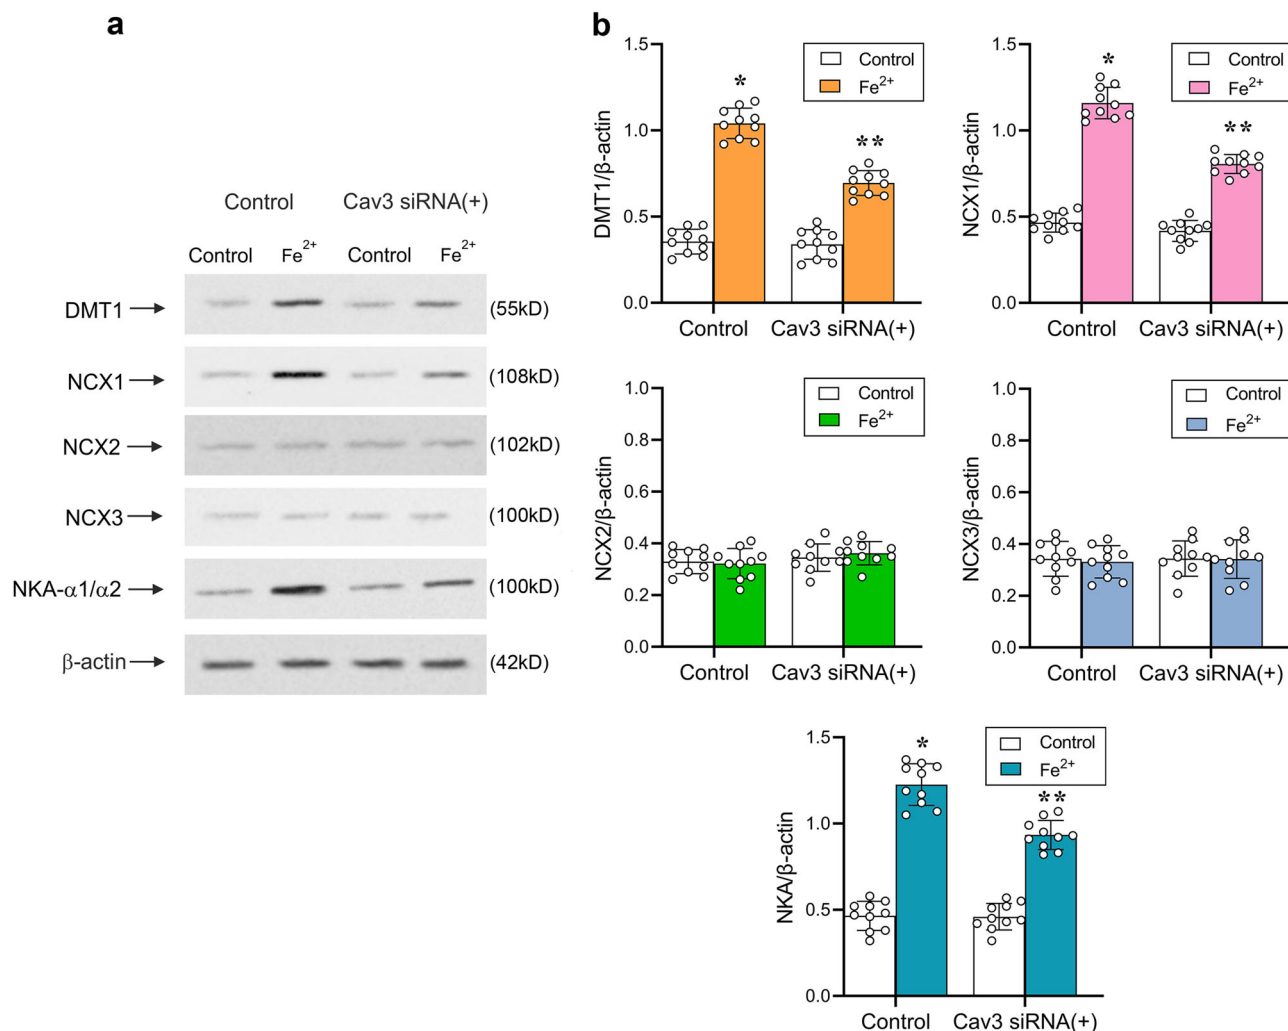 a
Control
Cav3 siRNA(+)
Control
Fe²⁺
Control
Fe²⁺
DMT1
(55kD)
NCX1
(108kD)
NCX2
(102kD)
NCX3
(100kD)
NKA-α1/α2
(100kD)
β-actin
(42kD)
b
DMT1/β-actin
1.5
1.0
0.5
0.0
Control
Fe²⁺
*
**
Control
Cav3 siRNA(+)
NCX1/β-actin
1.5
1.0
0.5
0.0
Control
Fe²⁺
*
**
Control
Cav3 siRNA(+)
NCX2/β-actin
1.0
0.8
0.6
0.4
0.2
0.0
Control
Fe²⁺
Control
Cav3 siRNA(+)
NCX3/β-actin
1.0
0.8
0.6
0.4
0.2
0.0
Control
Fe²⁺
Control
Cav3 siRNA(+)
NKA/β-actin
1.5
1.0
0.5
0.0
Control
Fe²⁺
*
**
Control
Cav3 siRNA(+)